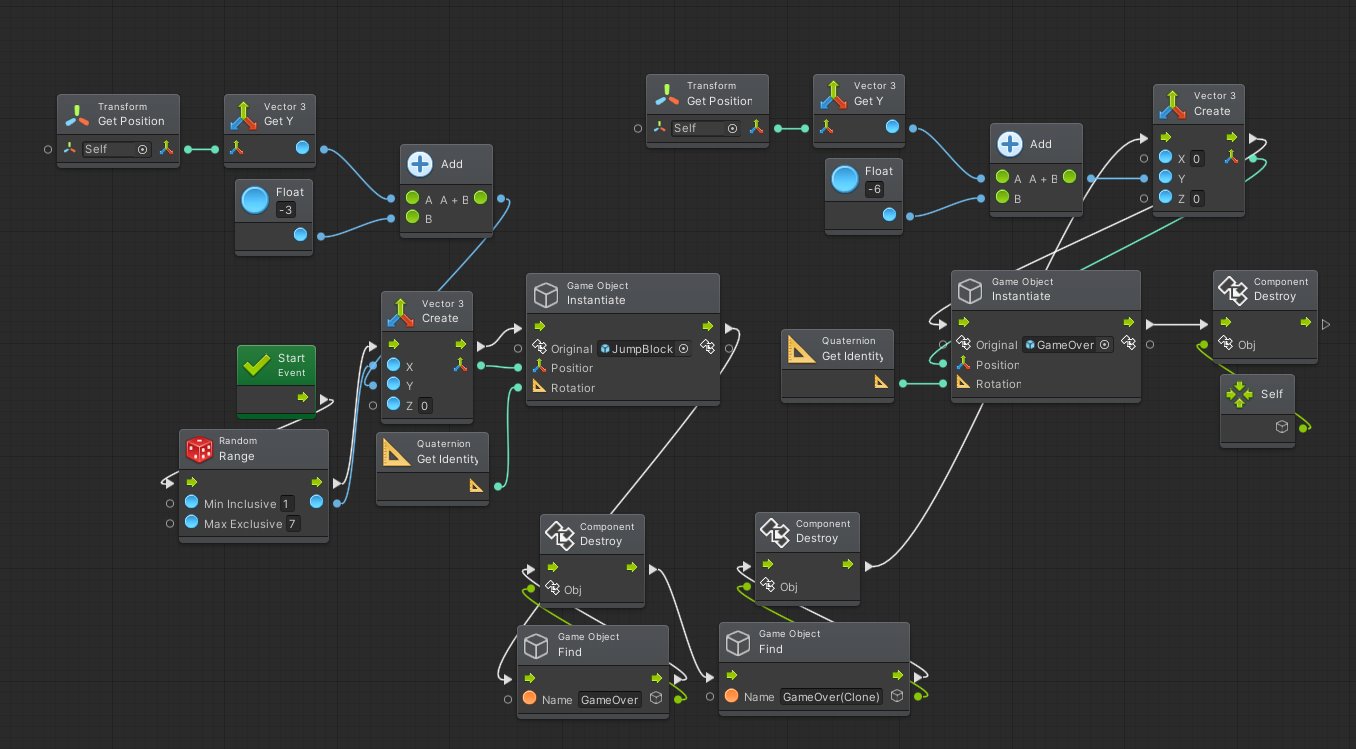 Transform
Get Position
Self
Vector 3
Get Y
Float
-3
Add
A A + B
B
Transform
Get Position
Self
Vector 3
Get Y
Float
-6
Add
A A + B
B
Vector 3
Create
X 0
Y
Z 0
Start
Event
Random
Range
Min Inclusive 1
Max Exclusive 7
Vector 3
Create
X
Y
Z 0
Quaternion
Get Identity
Game Object
Instantiate
Original JumpBlock
Position
Rotation
Quaternion
Get Identity
Game Object
Instantiate
Original GameOver
Position
Rotation
Component
Destroy
Obj
Self
Component
Destroy
Obj
Game Object
Find
Name GameOver
Component
Destroy
Obj
Game Object
Find
Name GameOver(Clone)